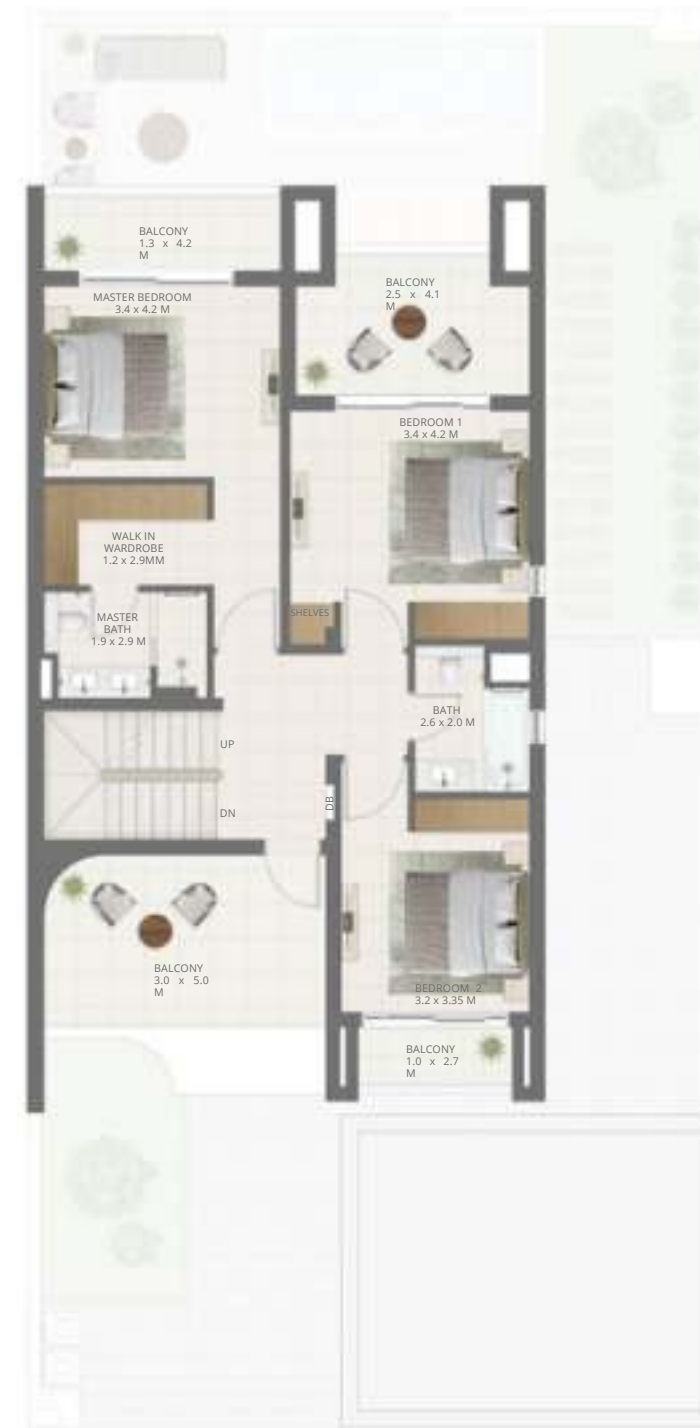 BALCONY
1.3 x 4.2
M
MASTER BEDROOM
3.4 x 4.2 M
BALCONY
2.5 x 4.1
M
BEDROOM 1
3.4 x 4.2 M
WALK IN
WARDROBE
1.2 x 2.9MM
MASTER
BATH
1.9 x 2.9 M
SHELVES
BATH
2.6 x 2.0 M
UP
DN
DB
BALCONY
3.0 x 5.0
M
BEDROOM 2
3.2 x 3.35 M
BALCONY
1.0 x 2.7
M